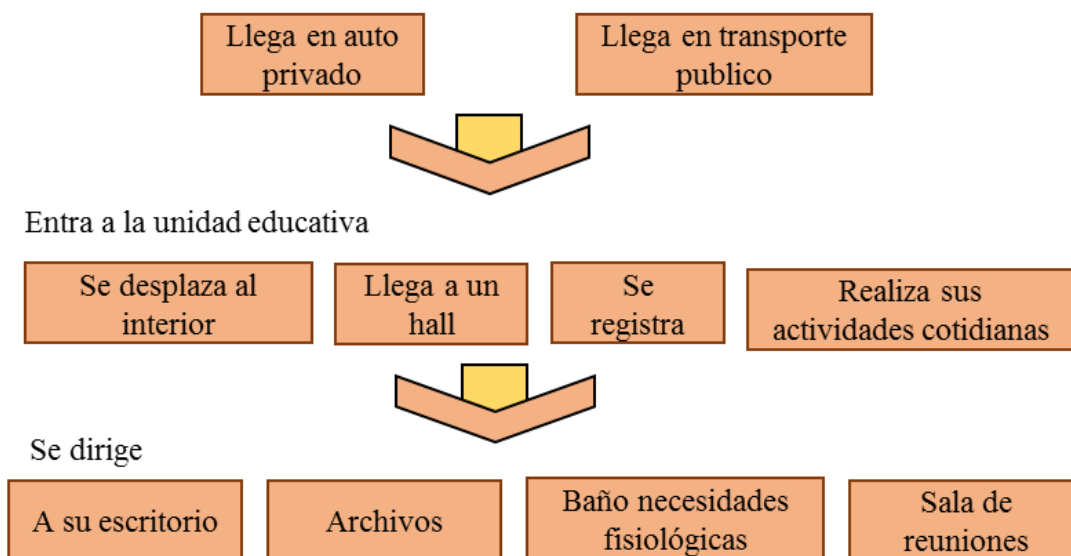 Llega en auto
privado
Llega en transporte
publico
Entra a la unidad educativa
Se desplaza al
interior
Llega a un
hall
Se
registra
Realiza sus
actividades cotidianas
Se dirige
A su escritorio
Archivos
Baño necesidades
fisiológicas
Sala de
reuniones